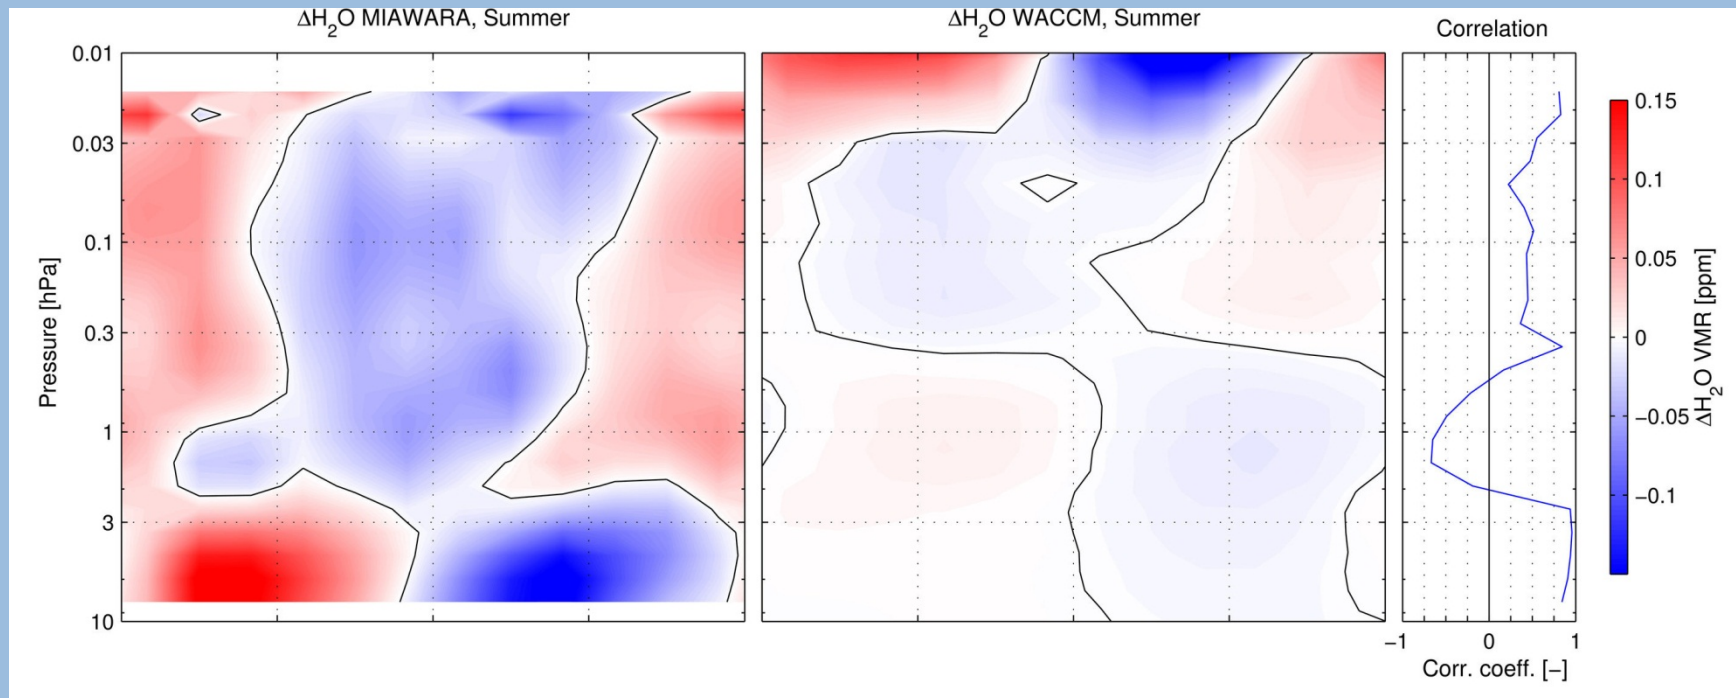 ΔH₂O MIAWARA, Summer
ΔH₂O WACCM, Summer
Correlation
0.01
0.03
0.1
0.3
1
3
10
Pressure [hPa]
−1 0 1
Corr. coeff. [−]
0.15
0.1
0.05
0
−0.05
−0.1
ΔH₂O VMR [ppm]